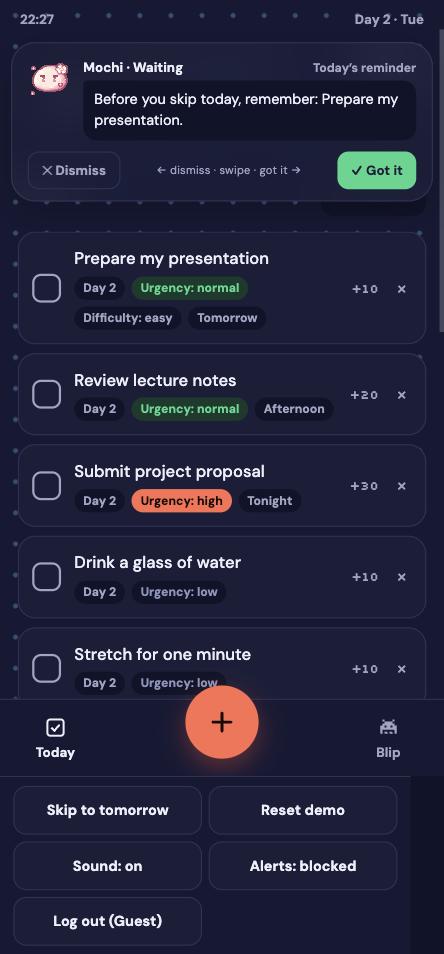 22:27
Day 2 · Tue
Mochi · Waiting
Today's reminder
Before you skip today, remember: Prepare my
presentation.
× Dismiss
← dismiss · swipe · got it →
✓ Got it
Prepare my presentation
Day 2
Urgency: normal
Difficulty: easy
Tomorrow
+10 ×
Review lecture notes
Day 2
Urgency: normal
Afternoon
+20 ×
Submit project proposal
Day 2
Urgency: high
Tonight
+30 ×
Drink a glass of water
Day 2
Urgency: low
+10 ×
Stretch for one minute
Day 2
Urgency: low
+10 ×
+
Today
Blip
Skip to tomorrow
Reset demo
Sound: on
Alerts: blocked
Log out (Guest)